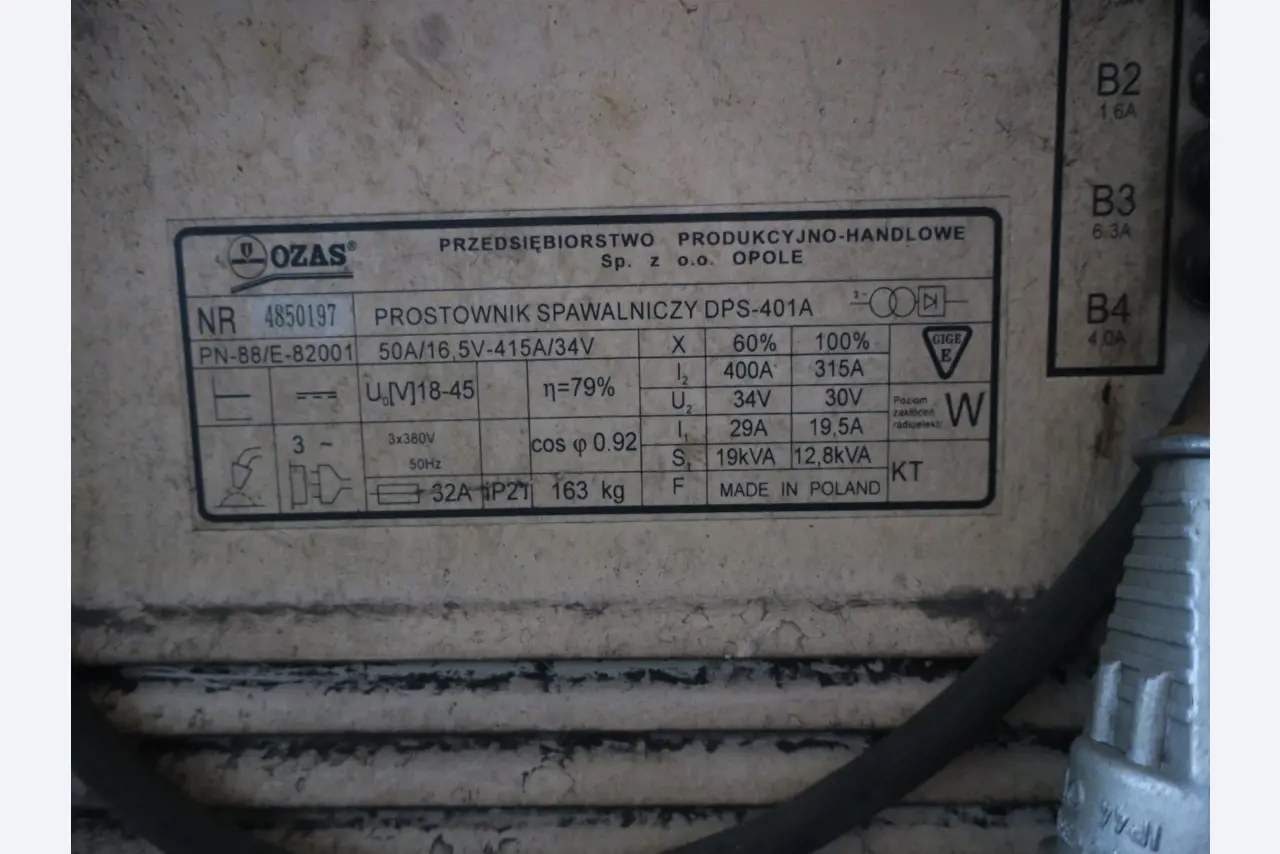 OZAS®
PRZEDSIĘBIORSTWO PRODUKCYJNO-HANDLOWE
Sp. z o.o. OPOLE
NR 4850197 PROSTOWNIK SPAWALNICZY DPS-401A 3~
PN-88/E-82001 50A/16,5V-415A/34V X 60% 100%
I₂ 400A 315A
U₀[V]18-45 η=79% U₂ 34V 30V
I₁ 29A 19,5A
3 ~ 3x380V 50Hz cos φ 0.92 S₁ 19kVA 12,8kVA
32A IP21 163 kg F MADE IN POLAND
GIGE
E
Poziom
zakłóceń
radioelektr. W
KT
B2
1.6A
B3
6.3A
B4
4.0A